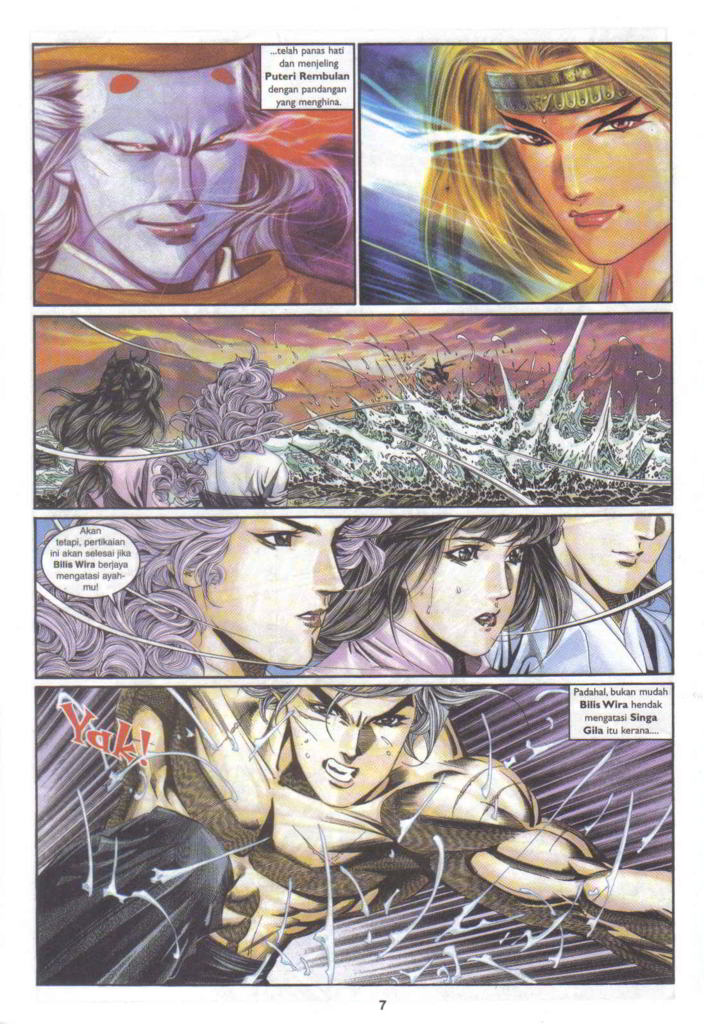 ...telah panas hati
dan menjeling
Puteri Rembulan
dengan pandangan
yang menghina.
Akan
tetapi, pertikaian
ini akan selesai jika
Bilis Wira berjaya
mengatasi ayah-
mu!
Padahal, bukan mudah
Bilis Wira hendak
mengatasi Singa
Gila itu kerana....
Yak!
7